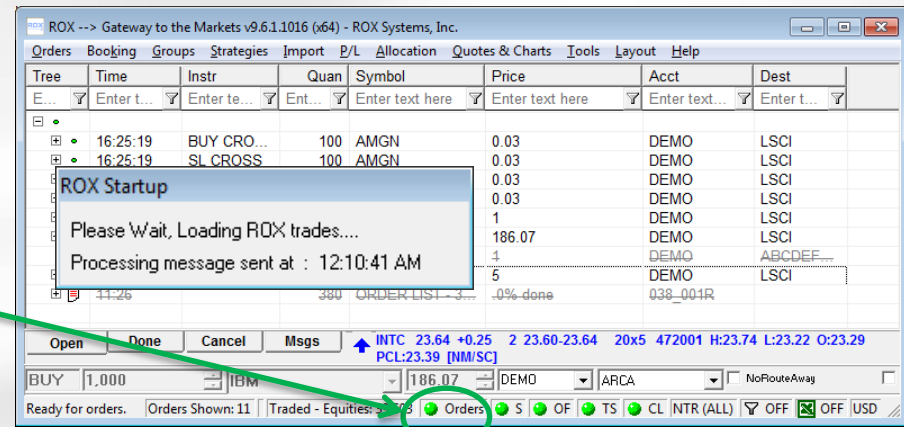 ROX --> Gateway to the Markets v9.6.1.1016 (x64) - ROX Systems, Inc.
Orders Booking Groups Strategies Import P/L Allocation Quotes & Charts Tools Layout Help
Tree Time Instr Quan Symbol Price Acct Dest
E... Enter t... Enter te... Ent... Enter text here Enter text here Enter text... Enter t...
16:25:19 BUY CRO... 100 AMGN 0.03 DEMO LSCI
16:25:19 SL CROSS 100 AMGN 0.03 DEMO LSCI
0.03 DEMO LSCI
0.03 DEMO LSCI
1 DEMO LSCI
186.07 DEMO LSCI
1 DEMO ABCDEF...
5 DEMO LSCI
11:26 380 ORDER LIST - 3... .0% done 038_001R
ROX Startup
Please Wait, Loading ROX trades....
Processing message sent at : 12:10:41 AM
Open Done Cancel Msgs INTC 23.64 +0.25 2 23.60-23.64 20x5 472001 H:23.74 L:23.22 O:23.29
PCL:23.39 [NM/SC]
BUY 1,000 IBM 186.07 DEMO ARCA NoRouteAway
Ready for orders. Orders Shown: 11 Traded - Equities: Orders S OF TS CL NTR (ALL) OFF OFF USD